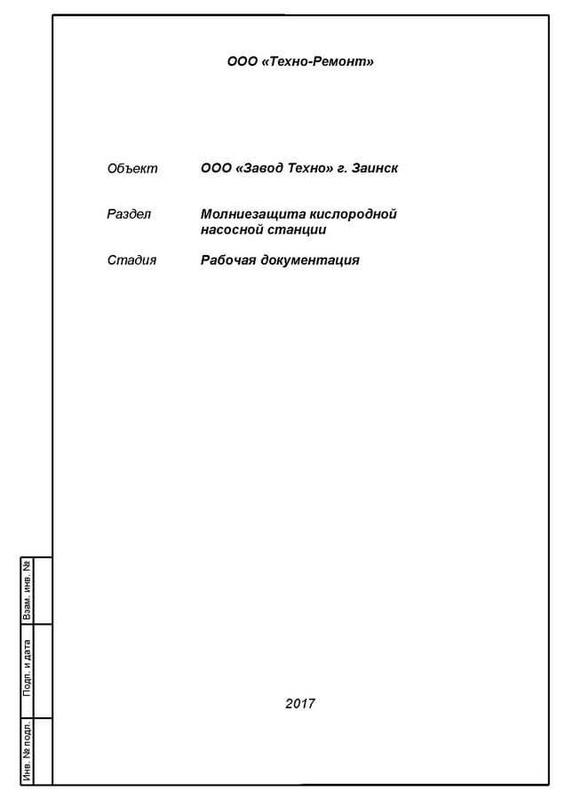 ООО «Техно-Ремонт»
Объект ООО «Завод Техно» г. Заинск
Раздел Молниезащита кислородной
насосной станции
Стадия Рабочая документация
Взам. инв. №
Подп. и дата
Инв. № подл.
2017